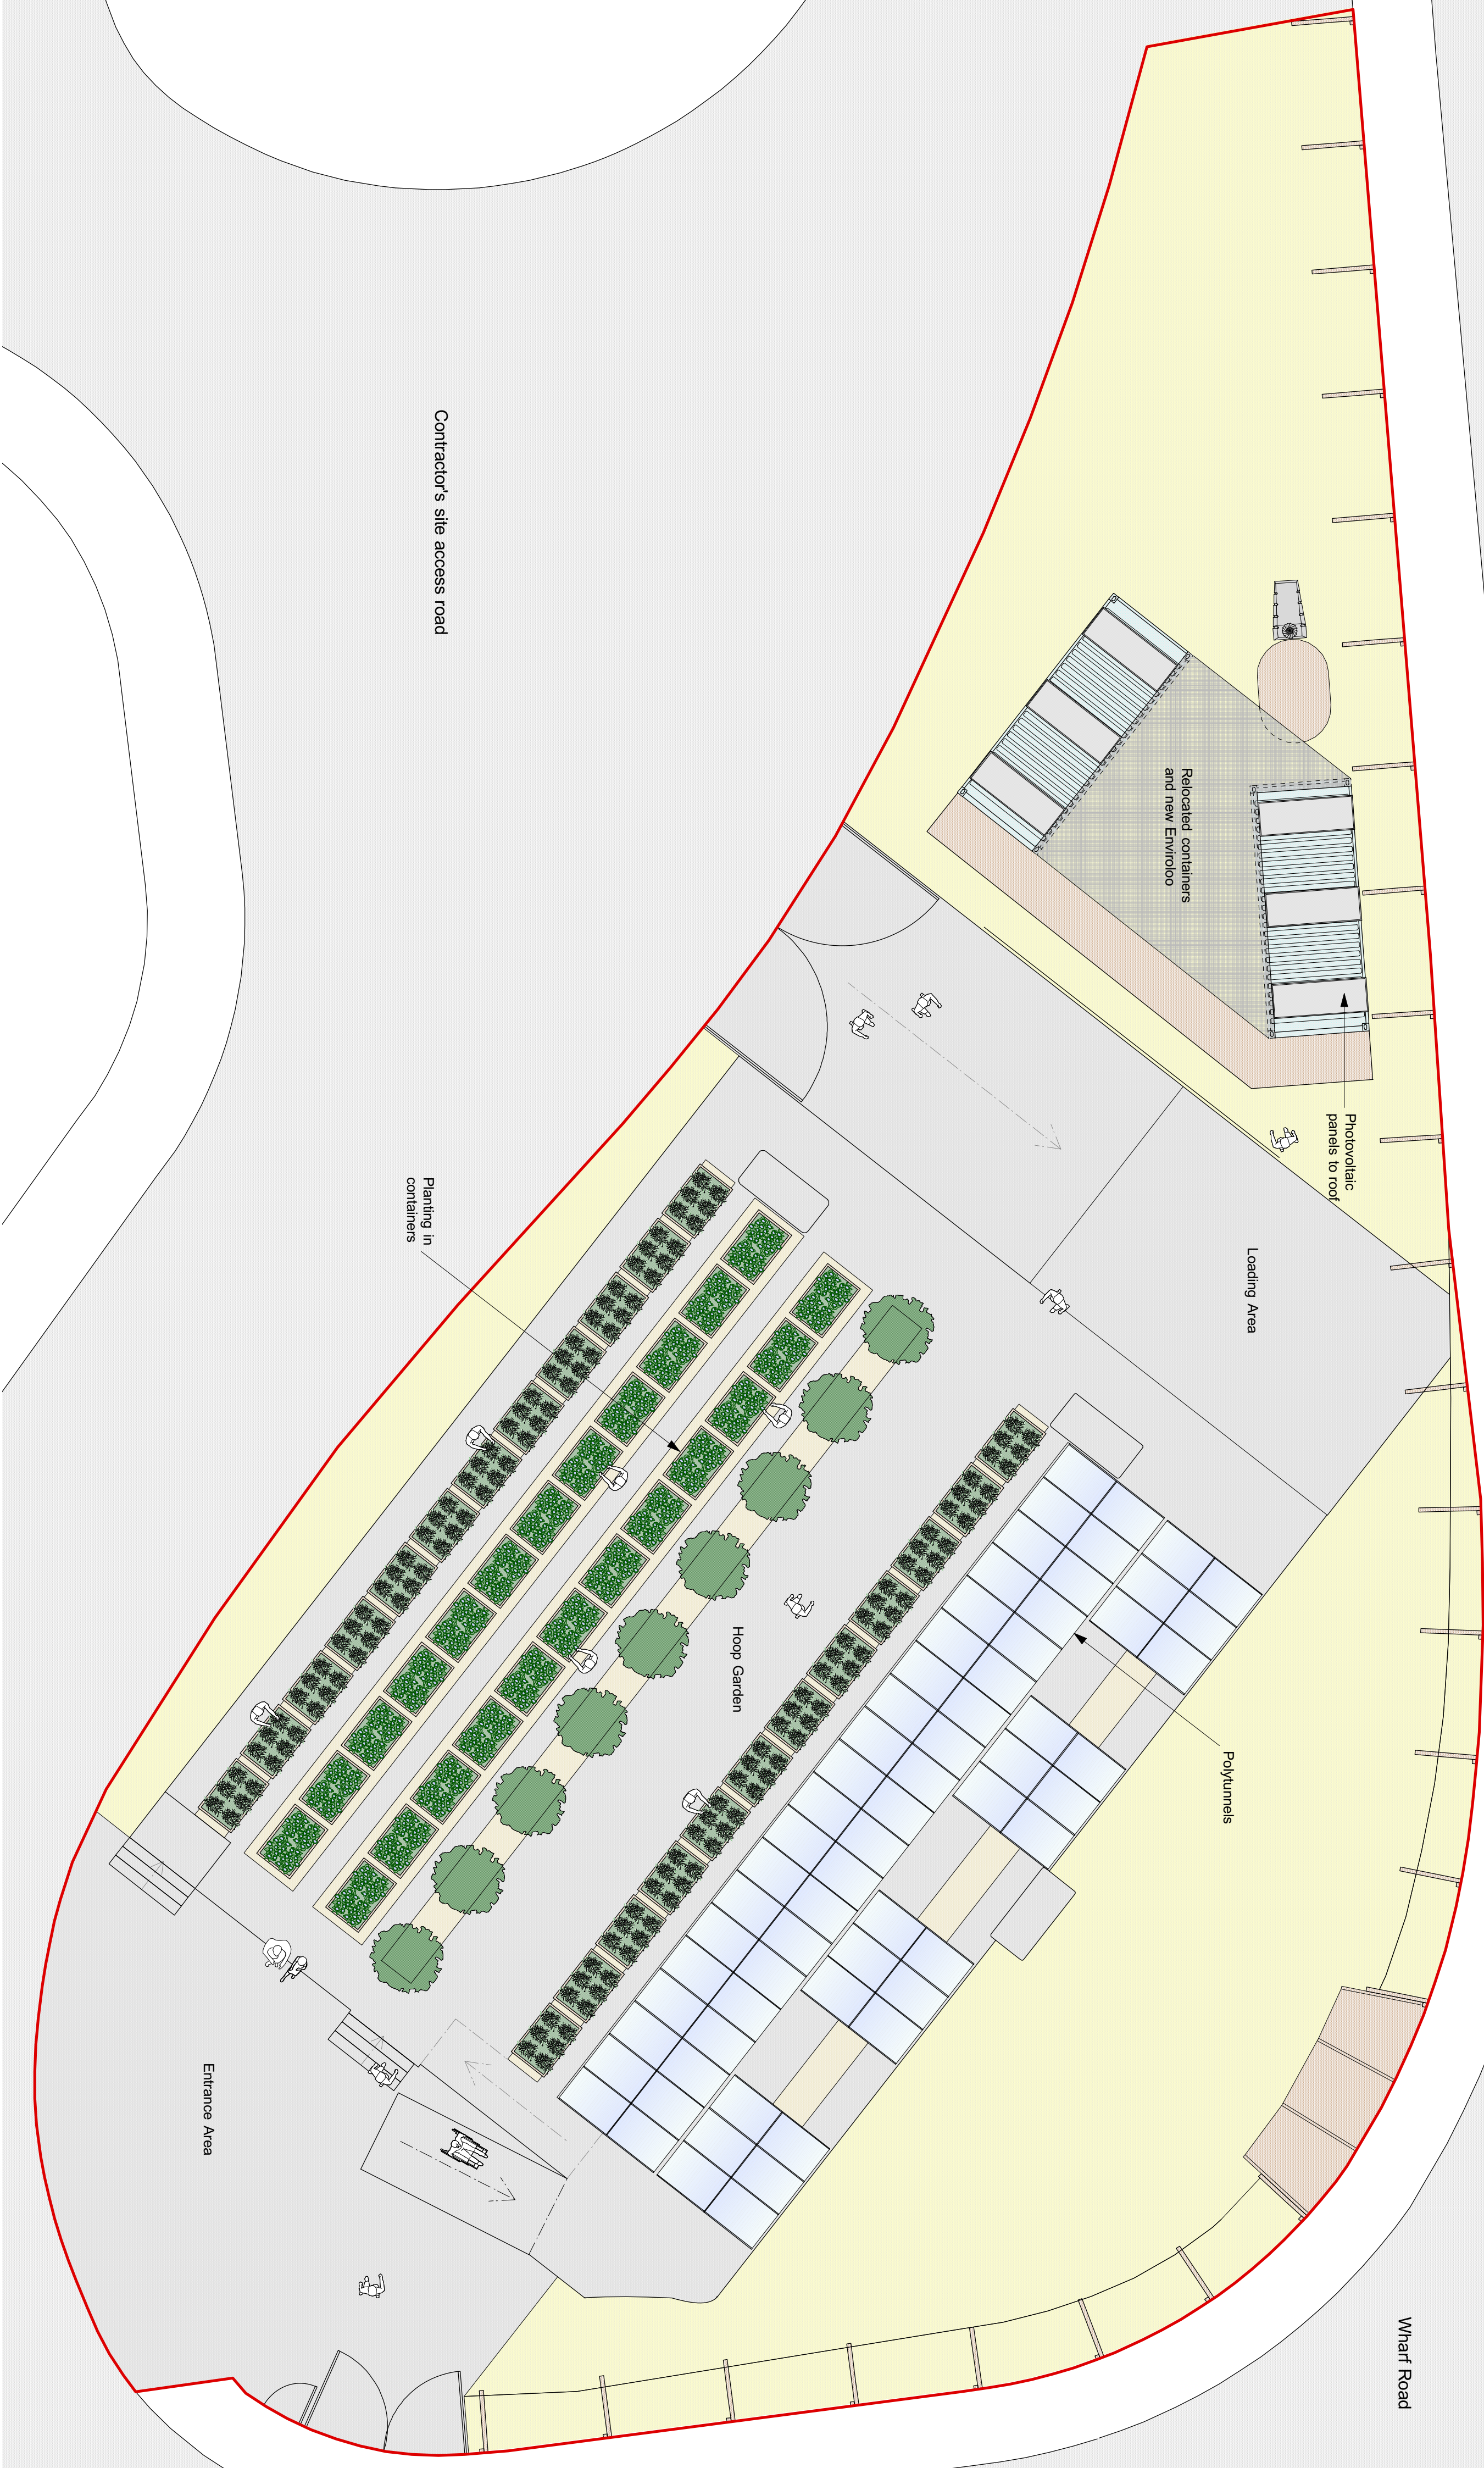 Wharf Road
Photovoltaic
panels to roof
Loading Area
Polytunnels
Relocated containers
and new Enviroloo
Hoop Garden
Contractor's site access road
Planting in
containers
Entrance Area